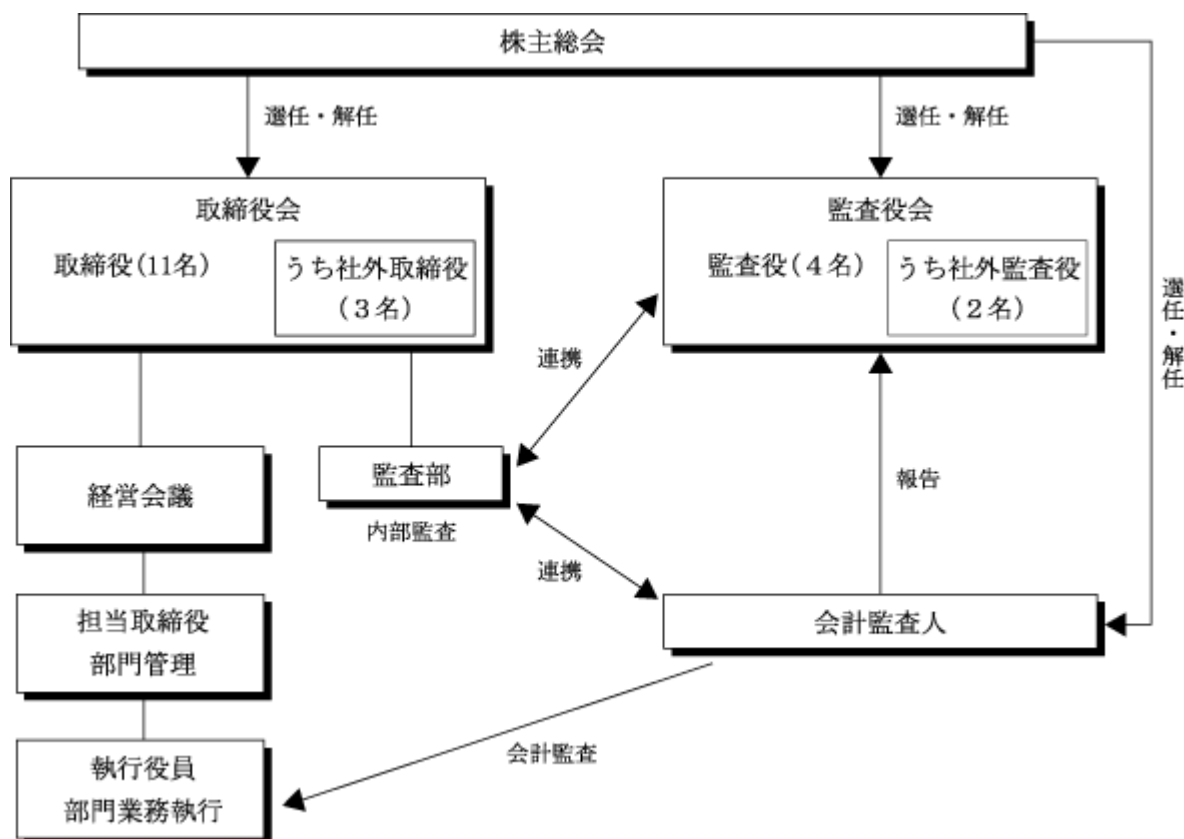 株主総会
選任・解任
選任・解任
取締役会
取締役(11名)
うち社外取締役
(3名)
監査役会
監査役(4名)
うち社外監査役
(2名)
選任・解任
連携
経営会議
監査部
内部監査
報告
連携
担当取締役
部門管理
会計監査人
会計監査
執行役員
部門業務執行